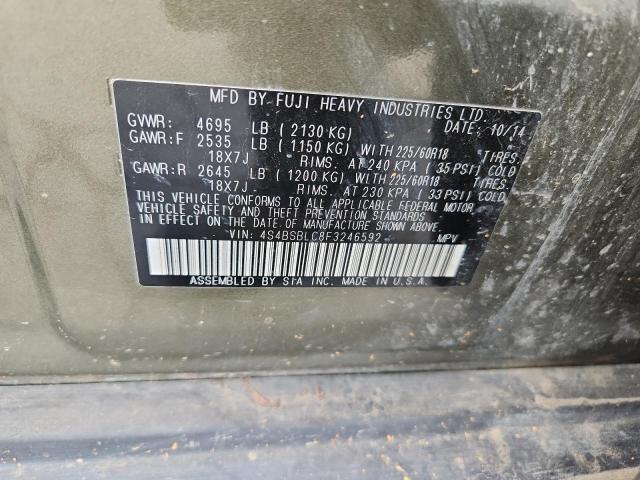 MFD BY FUJI HEAVY INDUSTRIES LTD.
DATE: 10/14
GVWR: 4695 LB ( 2130 KG)
GAWR:F 2535 LB ( 1150 KG) WITH 225/60R18 TIRES
18X7J RIMS. AT 240 KPA ( 35 PSI) COLD
GAWR:R 2645 LB ( 1200 KG) WITH 225/60R18 TIRES
18X7J RIMS. AT 230 KPA ( 33 PSI) COLD
THIS VEHICLE CONFORMS TO ALL APPLICABLE FEDERAL MOTOR
VEHICLE SAFETY AND THEFT PREVENTION STANDARDS IN
EFFECT ON THE DATE OF MANUFACTURE SHOWN ABOVE.
VIN: 4S4BSBLC8F3246592 MPV
ASSEMBLED BY SIA INC. MADE IN U.S.A.